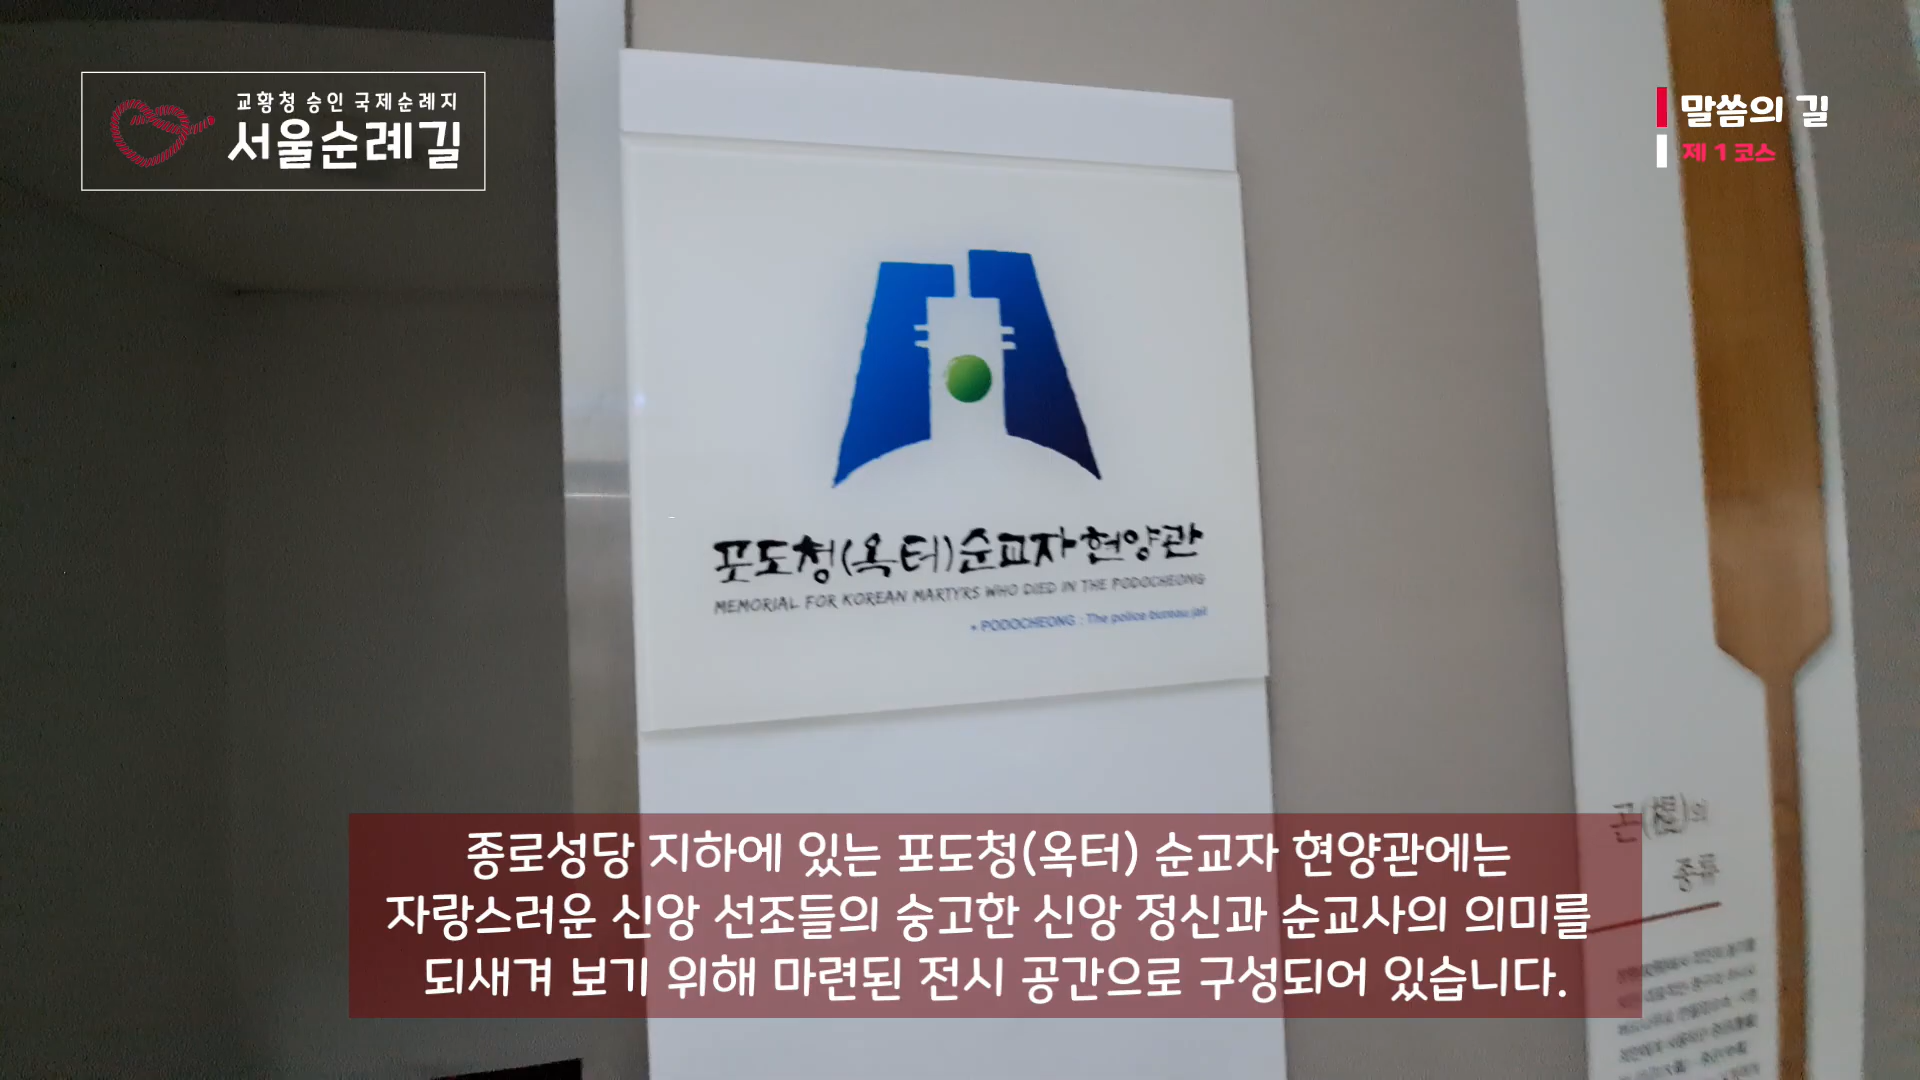 교황청 승인 국제순례지
서울순례길
말씀의 길
제 1 코스
포도청(옥터)순교자현양관
MEMORIAL FOR KOREAN MARTYRS WHO DIED IN THE PODOCHEONG
* PODOCHEONG : The police bureau jail
곤(棍)의
종류
종로성당 지하에 있는 포도청(옥터) 순교자 현양관에는
자랑스러운 신앙 선조들의 숭고한 신앙 정신과 순교사의 의미를
되새겨 보기 위해 마련된 전시 공간으로 구성되어 있습니다.